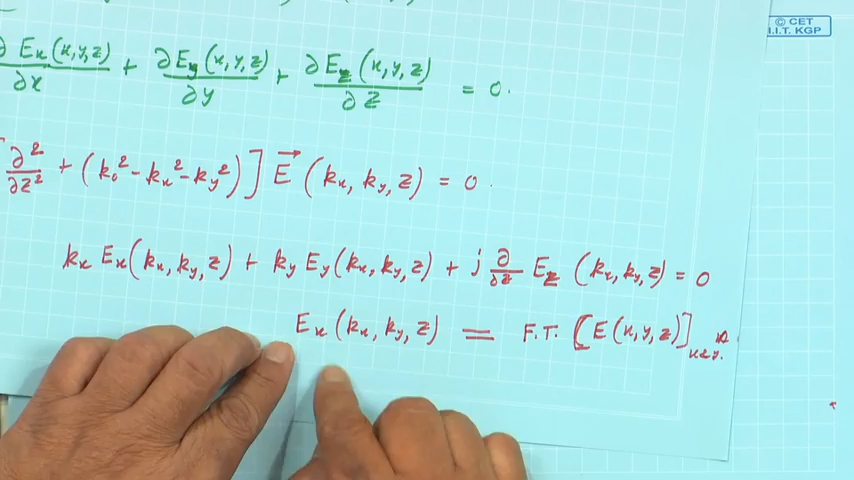 © CET
I.I.T. KGP
∂ Ex(x,y,z)/∂x + ∂Ey(x,y,z)/∂y + ∂Ez(x,y,z)/∂z = 0.
[∂²/∂z² + (k₀² - kx² - ky²)] E⃗ (kx, ky, z) = 0.
kx Ex(kx, ky, z) + ky Ey(kx, ky, z) + j ∂/∂z Ez (kx, ky, z) = 0
Ex(kx, ky, z) = F.T. [E(x,y,z)]